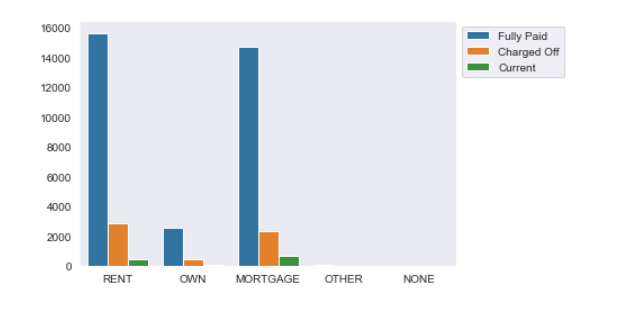 16000
14000
12000
10000
8000
6000
4000
2000
0
RENT OWN MORTGAGE OTHER NONE
Fully Paid
Charged Off
Current